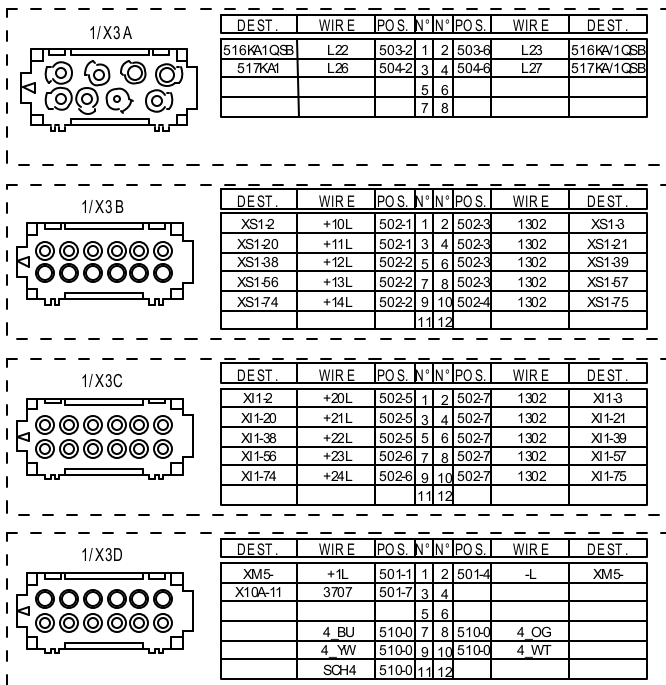 1/X3A
DEST. WIRE POS. N° N° POS. WIRE DEST.
516KA1QSB L22 503-2 1 2 503-6 L23 516KA/1QSB
517KA1 L26 504-2 3 4 504-6 L27 517KA/1QSB
5 6
7 8
1/X3B
DEST. WIRE POS. N° N° POS. WIRE DEST.
XS1-2 +10L 502-1 1 2 502-3 1302 XS1-3
XS1-20 +11L 502-1 3 4 502-3 1302 XS1-21
XS1-38 +12L 502-2 5 6 502-3 1302 XS1-39
XS1-56 +13L 502-2 7 8 502-3 1302 XS1-57
XS1-74 +14L 502-2 9 10 502-4 1302 XS1-75
11 12
1/X3C
DEST. WIRE POS. N° N° POS. WIRE DEST.
XI1-2 +20L 502-5 1 2 502-7 1302 XI1-3
XI1-20 +21L 502-5 3 4 502-7 1302 XI1-21
XI1-38 +22L 502-5 5 6 502-7 1302 XI1-39
XI1-56 +23L 502-6 7 8 502-7 1302 XI1-57
XI1-74 +24L 502-6 9 10 502-7 1302 XI1-75
11 12
1/X3D
DEST. WIRE POS. N° N° POS. WIRE DEST.
XM5- +1L 501-1 1 2 501-4 -L XM5-
X10A-11 3707 501-7 3 4
5 6
4_BU 510-0 7 8 510-0 4_OG
4_YW 510-0 9 10 510-0 4_WT
SCH4 510-0 11 12